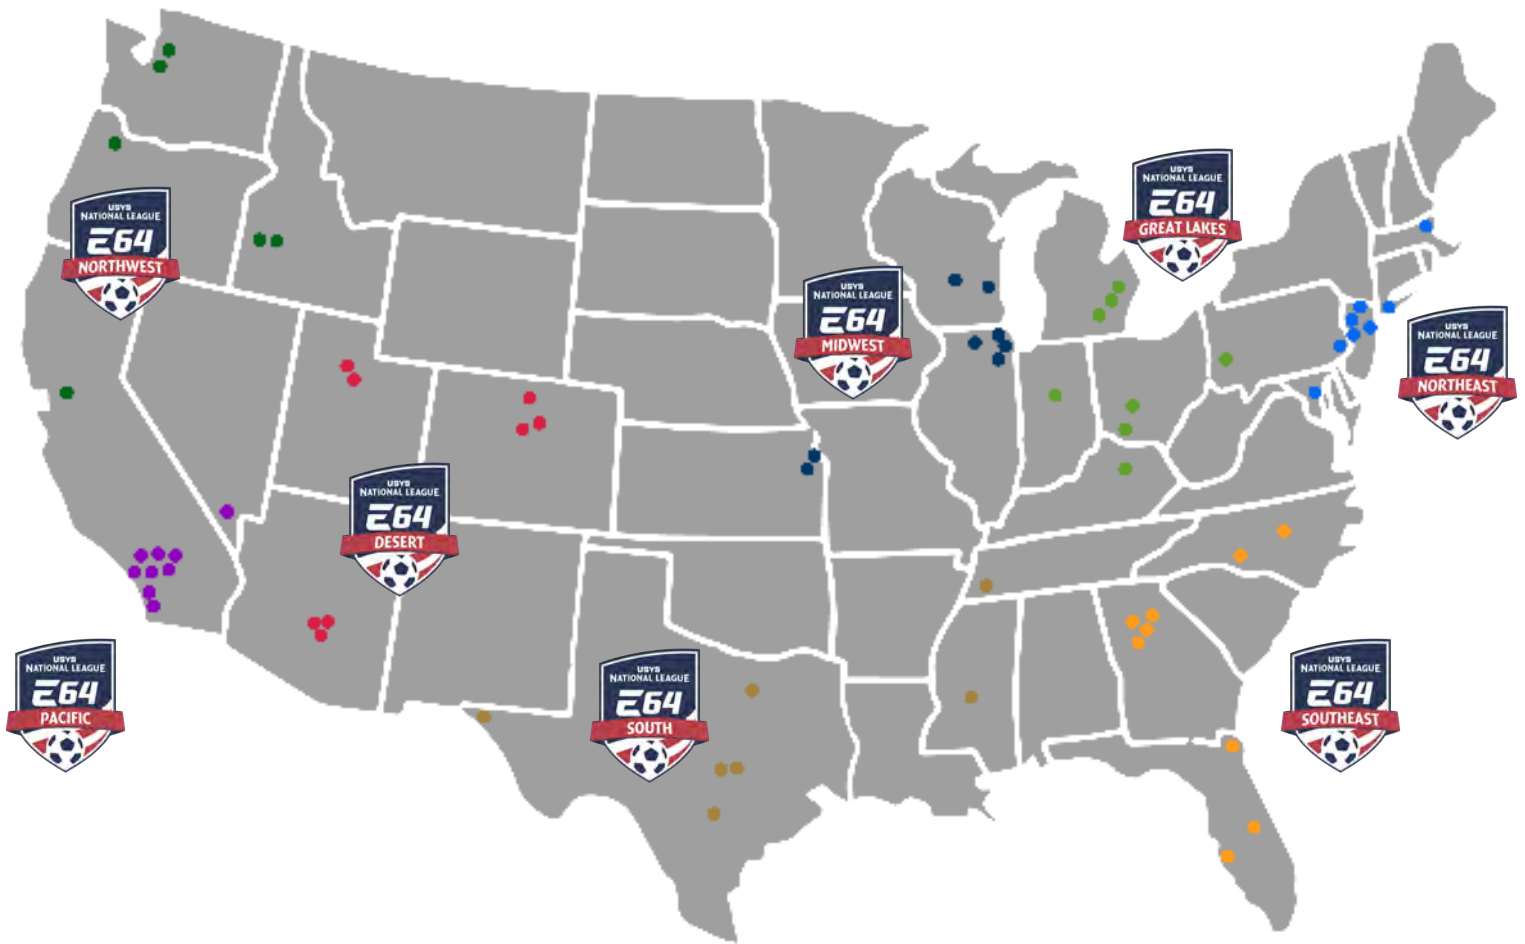 USYS
NATIONAL LEAGUE
E64
GREAT LAKES
USYS
NATIONAL LEAGUE
E64
NORTHWEST
USYS
NATIONAL LEAGUE
E64
MIDWEST
USYS
NATIONAL LEAGUE
E64
NORTHEAST
USYS
NATIONAL LEAGUE
E64
DESERT
USYS
NATIONAL LEAGUE
E64
PACIFIC
USYS
NATIONAL LEAGUE
E64
SOUTH
USYS
NATIONAL LEAGUE
E64
SOUTHEAST